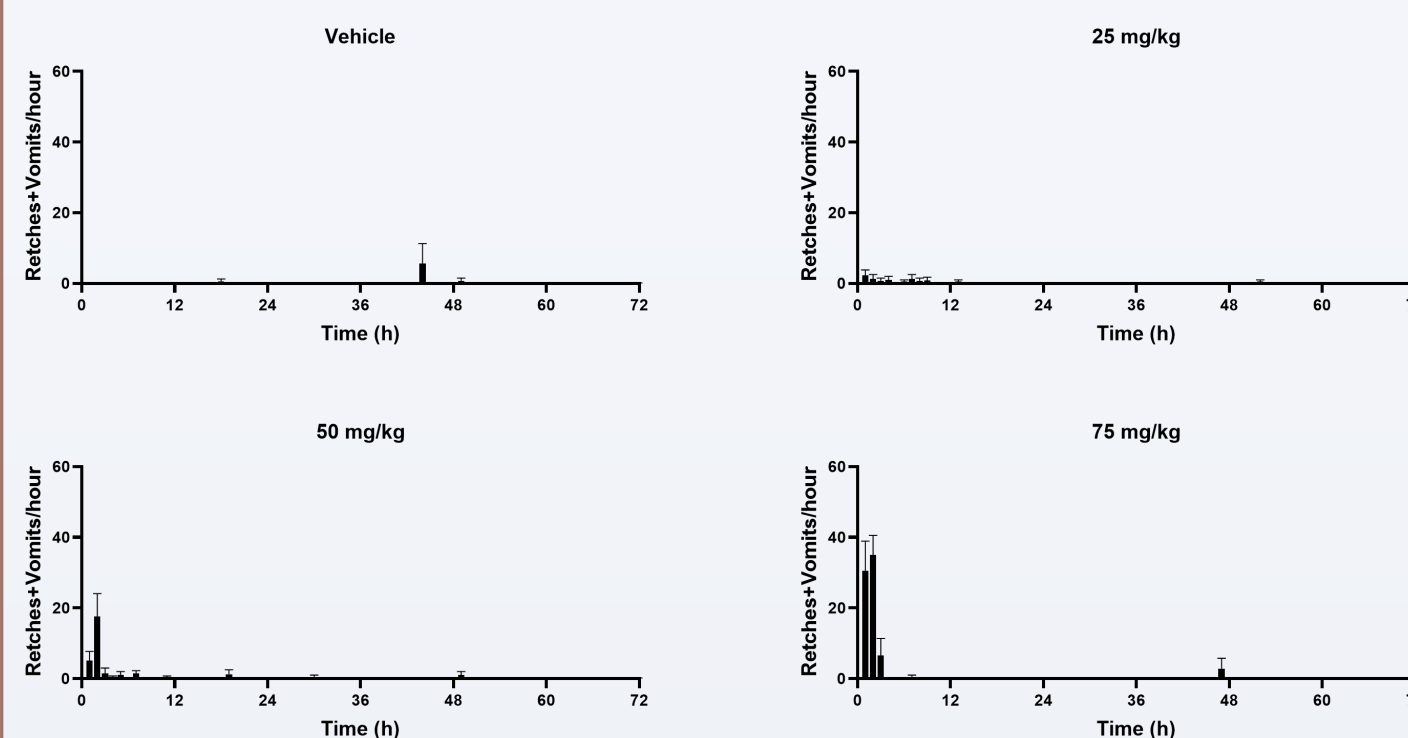 Vehicle
Retches+Vomits/hour
60
40
20
0
0 12 24 36 48 60 72
Time (h)
25 mg/kg
Retches+Vomits/hour
60
40
20
0
0 12 24 36 48 60
Time (h)
50 mg/kg
Retches+Vomits/hour
60
40
20
0
0 12 24 36 48 60 72
Time (h)
75 mg/kg
Retches+Vomits/hour
60
40
20
0
0 12 24 36 48 60
Time (h)